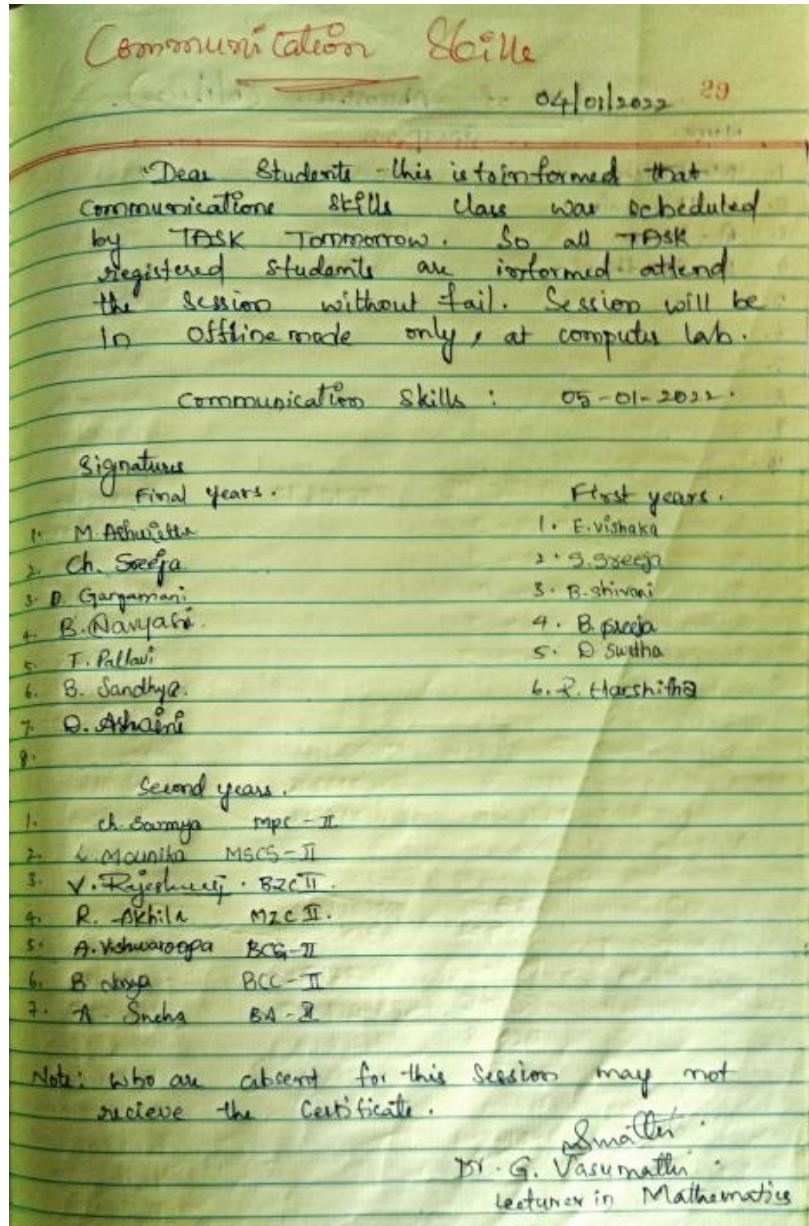 Communication Skills
04/01/2022 29
"Dear Students this is to informed that
Communications Skills class was scheduled
by TASK Tommorrow. So all TASK
registered students are informed attend
the session without fail. Session will be
In Offline mode only, at computer lab.
Communication Skills : 05-01-2022.
Signatures
Final years. First years.
1. M. 1. E. vishaka
2. Ch. Sreeja 2. S. Sreeja
3. D. Gangamani 3. B. shivani
4. B. Navyasri 4. B. sreeja
5. T. Pallavi 5. D Swetha
6. B. Sandhya. 6. R. Harshitha
7. D. Ashwini
8.
Second years.
1. ch. Sowmya MPC - II
2. Mounika MSCS - II
3. V. Rajeshwari . BZC II.
4. R. Akhila MZC II.
5. A. Vishwaroopa BCG - II
6. B BCC - II
7. A. Sneha BA - II
Note: who are absent for this Session may not
recieve the Certificate.
Dr. G. Vasumathi .
Lecturer in Mathematics